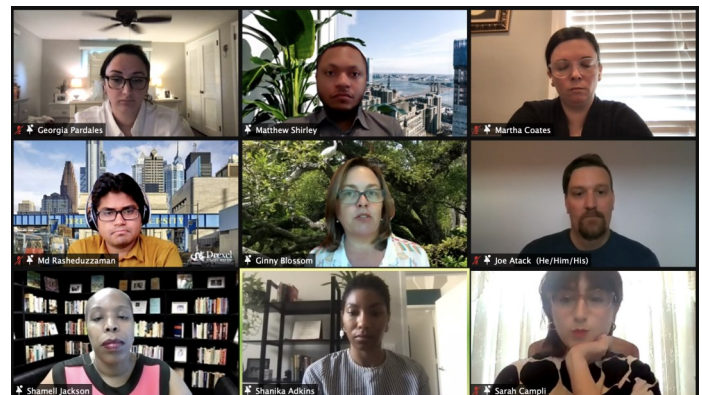 Georgia Pardales
Matthew Shirley
Martha Coates
Md Rasheduzzaman
Drexel
Ginny Blossom
Joe Atack (He/Him/His)
Shamell Jackson
Shanika Adkins
Sarah Campli